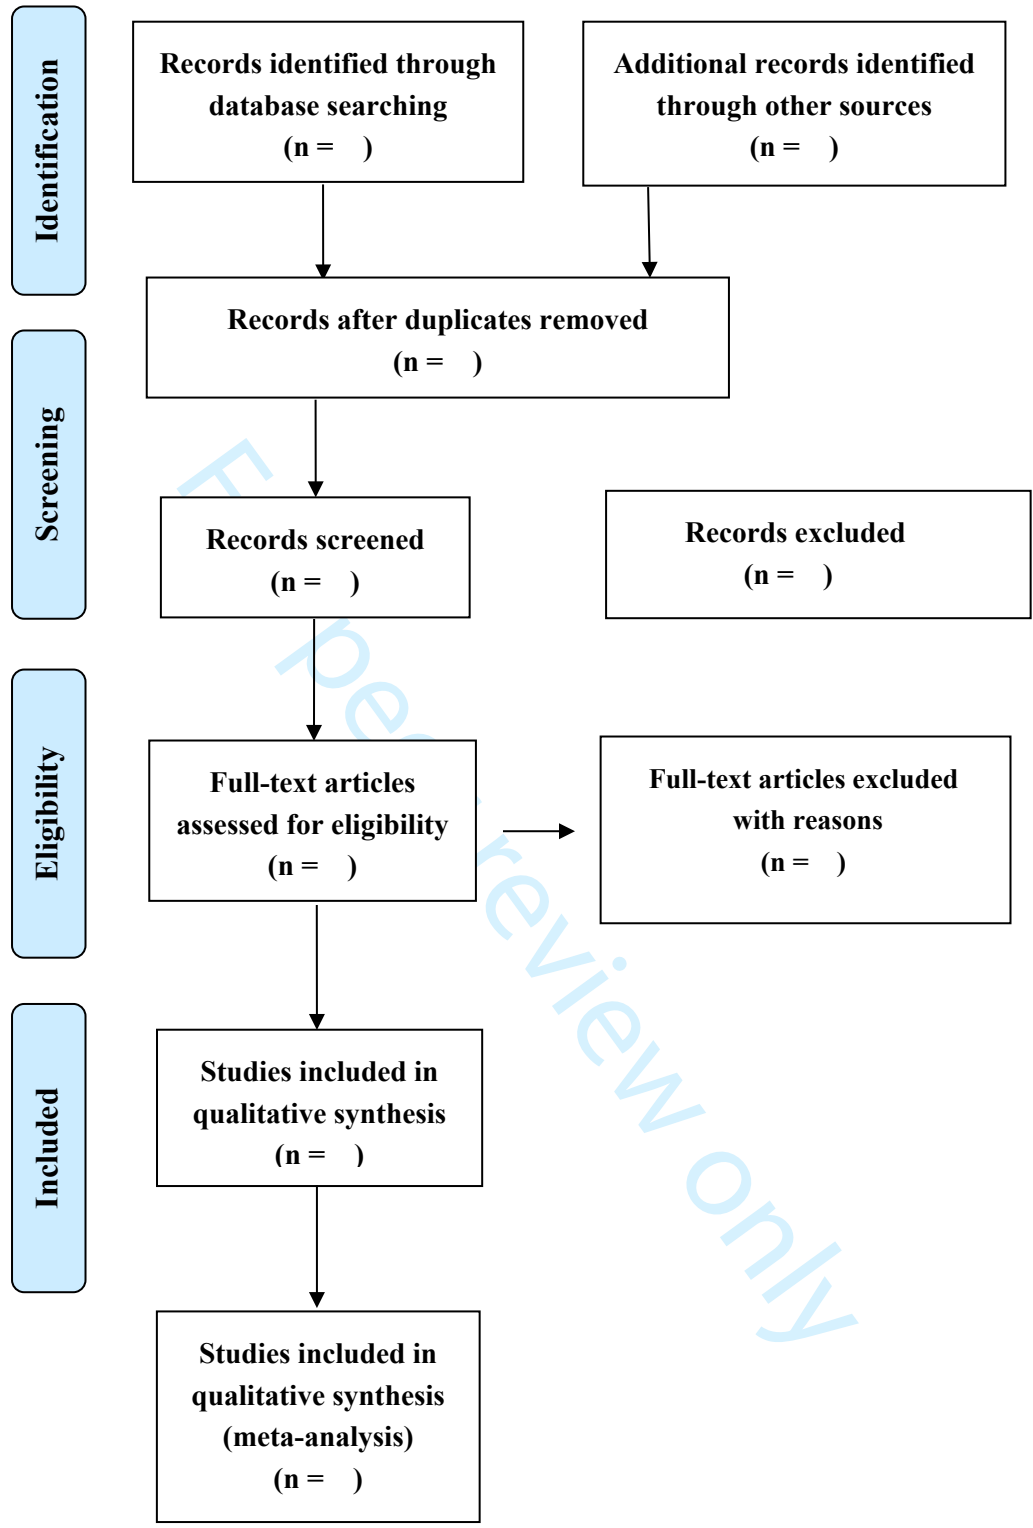 Identification
Records identified through
database searching
(n =    )
Additional records identified
through other sources
(n =    )
Records after duplicates removed
(n =    )
Screening
Records screened
(n =    )
Records excluded
(n =    )
Eligibility
Full-text articles
assessed for eligibility
(n =    )
Full-text articles excluded
with reasons
(n =    )
Included
Studies included in
qualitative synthesis
(n =    )
Studies included in
qualitative synthesis
(meta-analysis)
(n =    )
review only